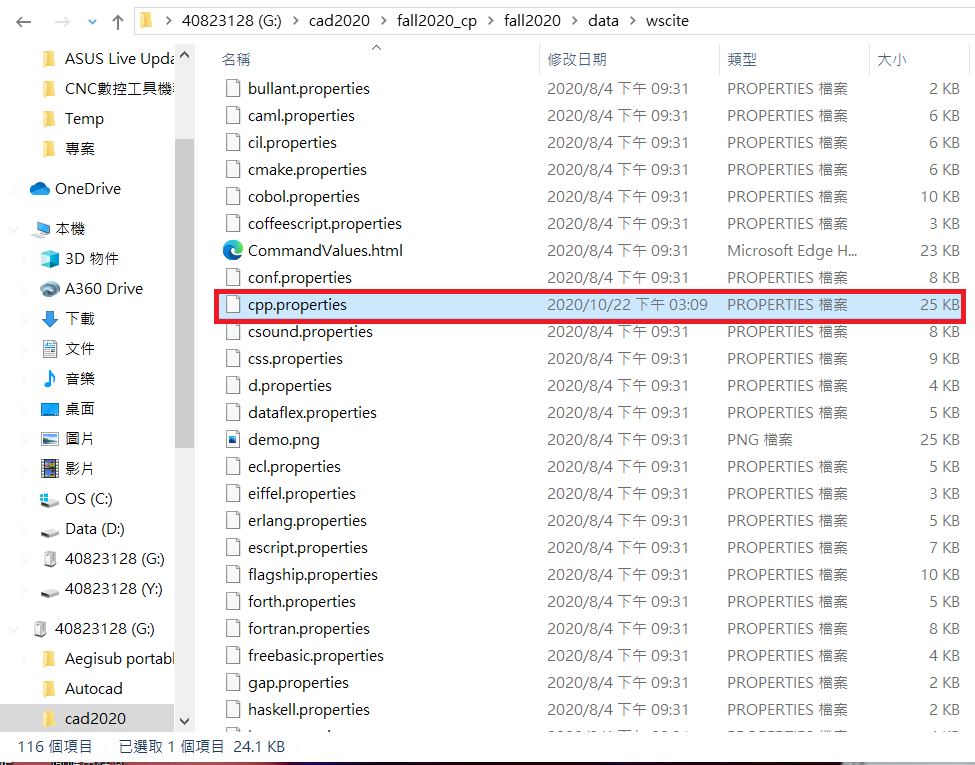 40823128 (G:) > cad2020 > fall2020_cp > fall2020 > data > wscite
ASUS Live Upda
CNC數控工具機
Temp
專案
OneDrive
本機
3D 物件
A360 Drive
下載
文件
音樂
桌面
圖片
影片
OS (C:)
Data (D:)
40823128 (G:)
40823128 (Y:)
40823128 (G:)
Aegisub portabl
Autocad
cad2020
名稱 修改日期 類型 大小
bullant.properties 2020/8/4 下午 09:31 PROPERTIES 檔案 2 KB
caml.properties 2020/8/4 下午 09:31 PROPERTIES 檔案 6 KB
cil.properties 2020/8/4 下午 09:31 PROPERTIES 檔案 6 KB
cmake.properties 2020/8/4 下午 09:31 PROPERTIES 檔案 6 KB
cobol.properties 2020/8/4 下午 09:31 PROPERTIES 檔案 10 KB
coffeescript.properties 2020/8/4 下午 09:31 PROPERTIES 檔案 3 KB
CommandValues.html 2020/8/4 下午 09:31 Microsoft Edge H... 23 KB
conf.properties 2020/8/4 下午 09:31 PROPERTIES 檔案 8 KB
cpp.properties 2020/10/22 下午 03:09 PROPERTIES 檔案 25 KB
csound.properties 2020/8/4 下午 09:31 PROPERTIES 檔案 8 KB
css.properties 2020/8/4 下午 09:31 PROPERTIES 檔案 9 KB
d.properties 2020/8/4 下午 09:31 PROPERTIES 檔案 4 KB
dataflex.properties 2020/8/4 下午 09:31 PROPERTIES 檔案 5 KB
demo.png 2020/8/4 下午 09:31 PNG 檔案 25 KB
ecl.properties 2020/8/4 下午 09:31 PROPERTIES 檔案 5 KB
eiffel.properties 2020/8/4 下午 09:31 PROPERTIES 檔案 3 KB
erlang.properties 2020/8/4 下午 09:31 PROPERTIES 檔案 5 KB
escript.properties 2020/8/4 下午 09:31 PROPERTIES 檔案 7 KB
flagship.properties 2020/8/4 下午 09:31 PROPERTIES 檔案 10 KB
forth.properties 2020/8/4 下午 09:31 PROPERTIES 檔案 5 KB
fortran.properties 2020/8/4 下午 09:31 PROPERTIES 檔案 8 KB
freebasic.properties 2020/8/4 下午 09:31 PROPERTIES 檔案 4 KB
gap.properties 2020/8/4 下午 09:31 PROPERTIES 檔案 2 KB
haskell.properties 2020/8/4 下午 09:31 PROPERTIES 檔案 2 KB
116 個項目 已選取 1 個項目 24.1 KB